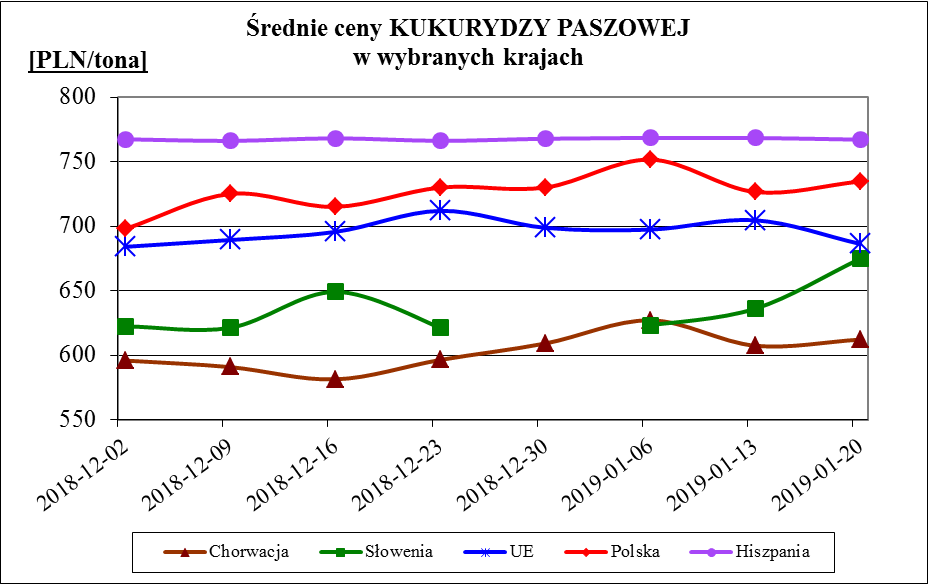 Średnie ceny KUKURYDZY PASZOWEJ
w wybranych krajach
[PLN/tona]
800
750
700
650
600
550
2018-12-02
2018-12-09
2018-12-16
2018-12-23
2018-12-30
2019-01-06
2019-01-13
2019-01-20
Chorwacja
Słowenia
UE
Polska
Hiszpania